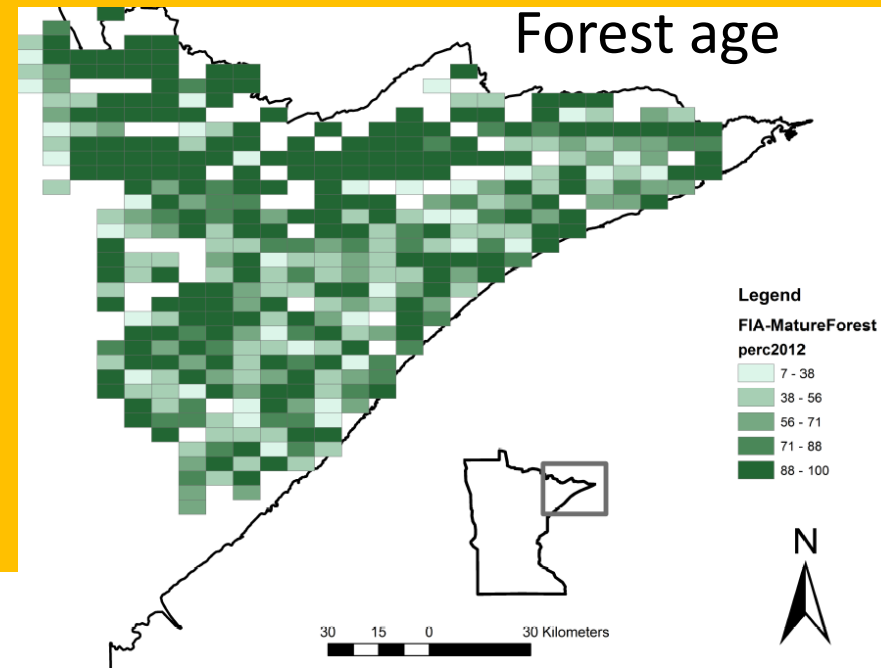 Forest age
Legend
FIA-MatureForest
perc2012
7 - 38
38 - 56
56 - 71
71 - 88
88 - 100
N
30 15 0 30 Kilometers